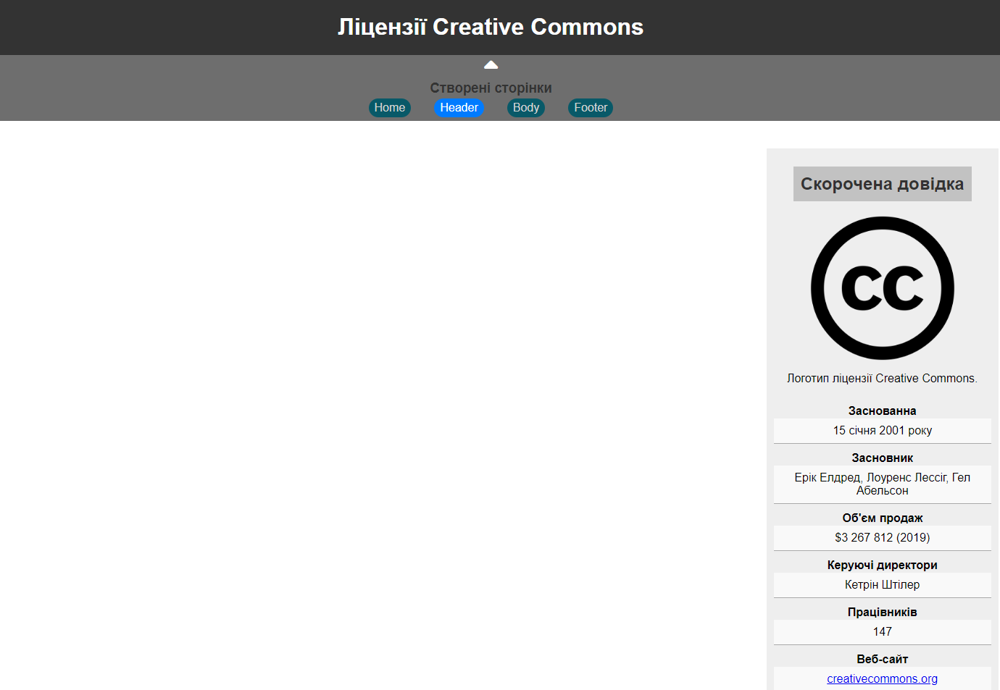 Ліцензії Creative Commons
Створені сторінки
Home Header Body Footer
Скорочена довідка
cc
Логотип ліцензії Creative Commons.
Заснованна
15 січня 2001 року
Засновник
Ерік Елдред, Лоуренс Лессіг, Гел
Абельсон
Об'єм продаж
$3 267 812 (2019)
Керуючі директори
Кетрін Штілер
Працівників
147
Веб-сайт
creativecommons.org